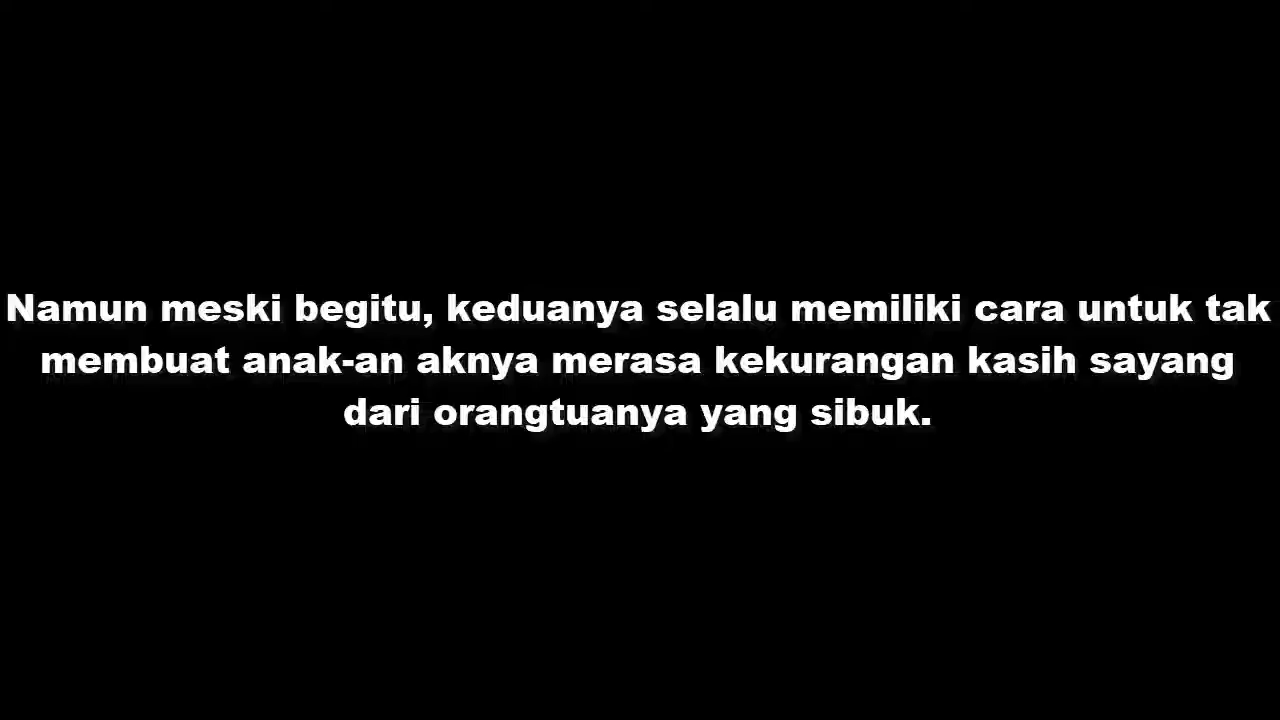 Namun meski begitu, keduanya selalu memiliki cara untuk tak
membuat anak-an aknya merasa kekurangan kasih sayang
dari orangtuanya yang sibuk.